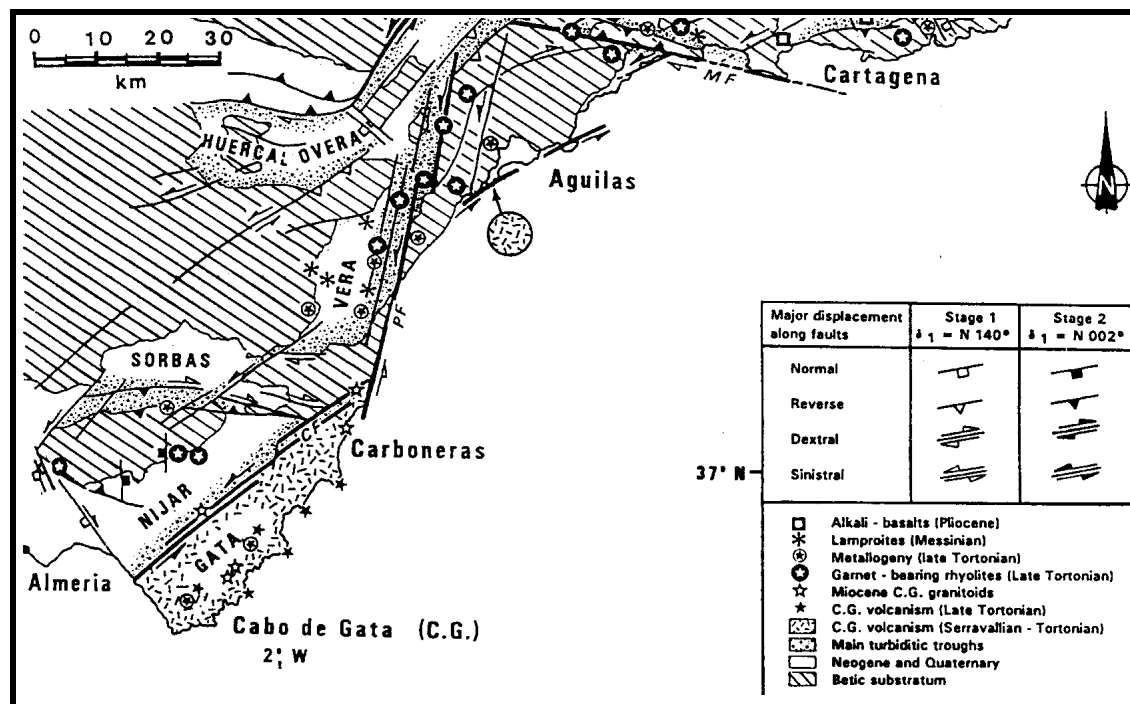 0 10 20 30
km
Cartagena
MF
HUERCAL OVERA
Aguilas
N
VERA
PF
SORBAS
CF
Carboneras
NIJAR
GATA
Almeria
Cabo de Gata (C.G.)
2° W
37° N
Major displacement along faults
Stage 1
δ 1 = N 140°
Stage 2
δ 1 = N 002°
Normal
Reverse
Dextral
Sinistral
Alkali - basalts (Pliocene)
Lamproites (Messinian)
Metallogeny (late Tortonian)
Garnet - bearing rhyolites (Late Tortonian)
Miocene C.G. granitoids
C.G. volcanism (Late Tortonian)
C.G. volcanism (Serravallian - Tortonian)
Main turbiditic troughs
Neogene and Quaternary
Betic substratum